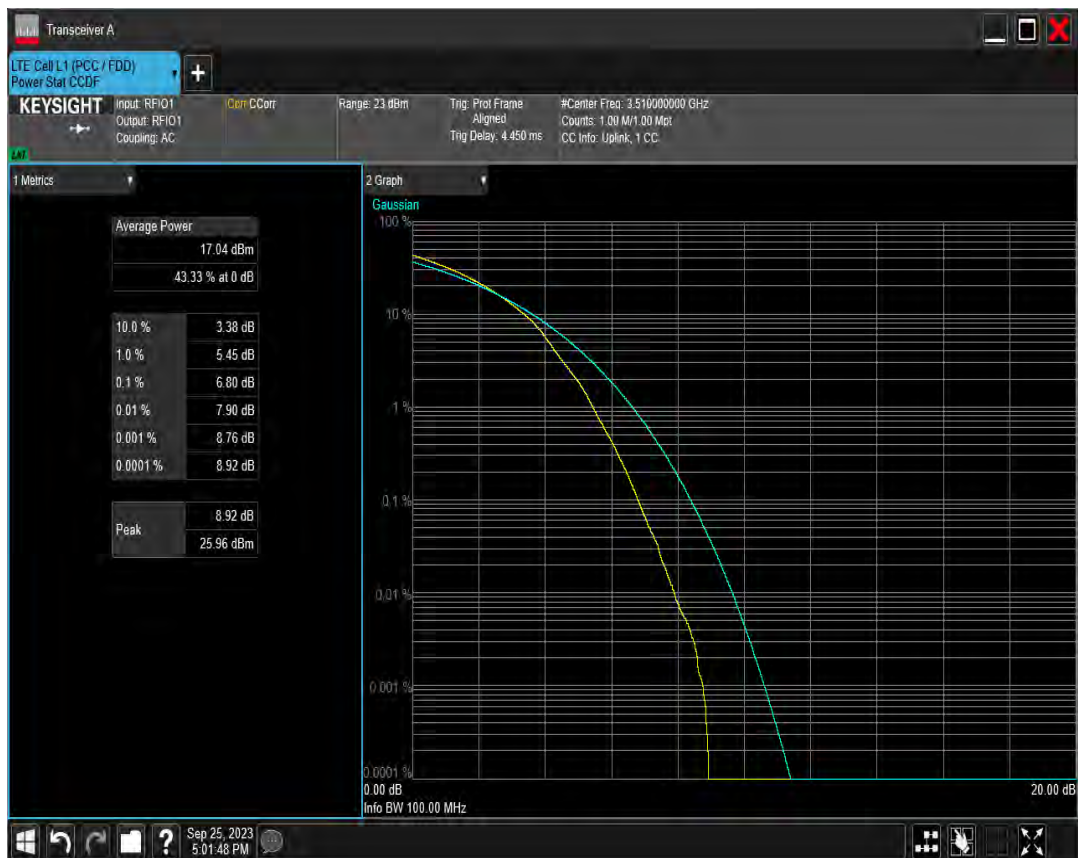 Transceiver A
LTE Cell L1 (PCC / FDD)
Power Stat CCDF
+
KEYSIGHT
Input: RFIO1
Output: RFIO1
Coupling: AC
Corr CCorr
Range: 23 dBm
Trig: Prot Frame
Aligned
Trig Delay: 4.450 ms
#Center Freq: 3.516000000 GHz
Counts: 1.00 M/1.00 Mpt
CC Info: Uplink, 1 CC
1 Metrics
Average Power
17.04 dBm
43.33 % at 0 dB
10.0 % 3.38 dB
1.0 % 5.45 dB
0.1 % 6.80 dB
0.01 % 7.90 dB
0.001 % 8.76 dB
0.0001 % 8.92 dB
Peak
8.92 dB
25.96 dBm
2 Graph
Gaussian
100 %
10 %
1 %
0.1 %
0.01 %
0.001 %
0.0001 %
0.00 dB 20.00 dB
Info BW 100.00 MHz
?
Sep 25, 2023
5:01:48 PM